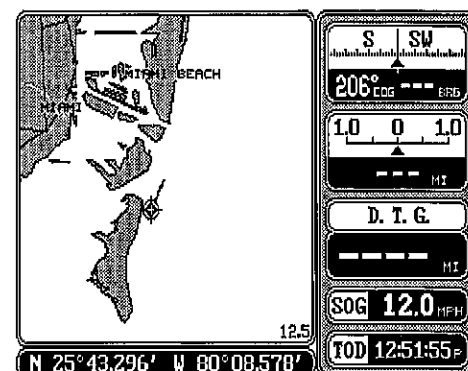 MIAMI BEACH
MIAMI
12.5
N 25°43.296' W 80°08.578'
S SW
206° COG --- BRG
1.0 0 1.0
--- MI
D. T. G.
---- MI
SOG 12.0 MPH
TOD 12:51:55P